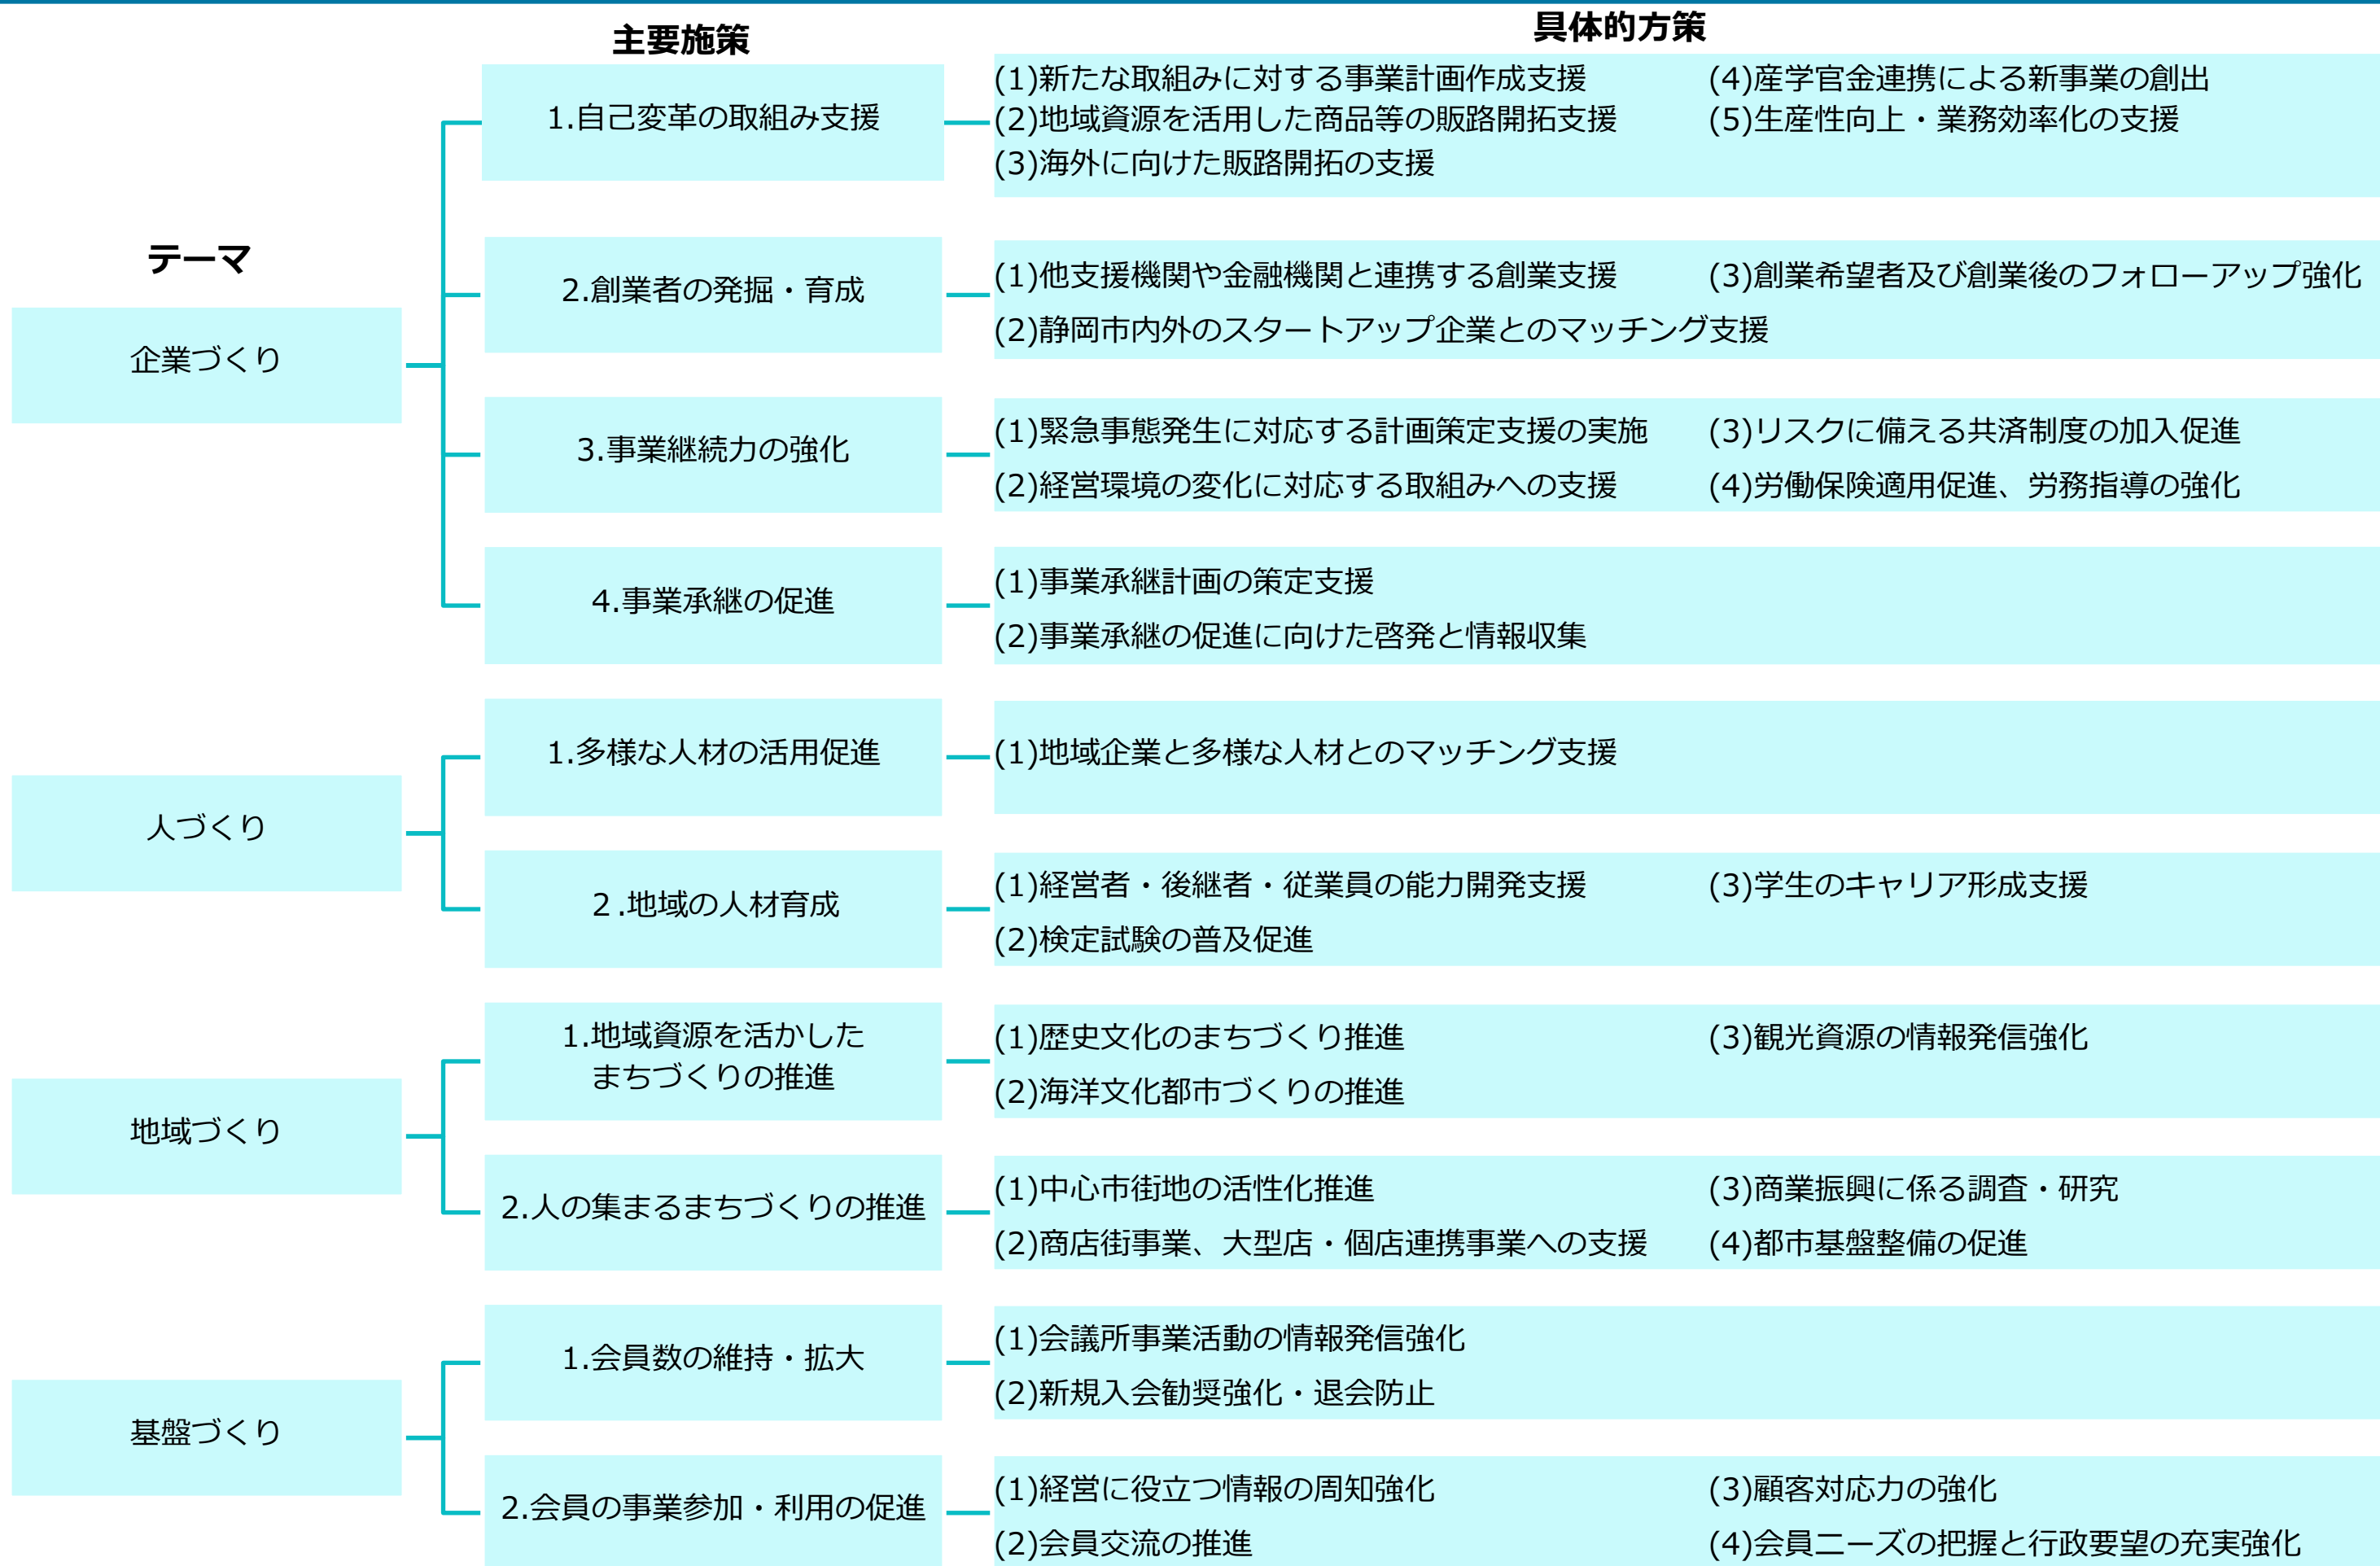 主要施策
具体的方策
テーマ
企業づくり
1.自己変革の取組み支援
(1)新たな取組みに対する事業計画作成支援
(2)地域資源を活用した商品等の販路開拓支援
(3)海外に向けた販路開拓の支援
(4)産学官金連携による新事業の創出
(5)生産性向上・業務効率化の支援
2.創業者の発掘・育成
(1)他支援機関や金融機関と連携する創業支援
(2)静岡市内外のスタートアップ企業とのマッチング支援
(3)創業希望者及び創業後のフォローアップ強化
3.事業継続力の強化
(1)緊急事態発生に対応する計画策定支援の実施
(2)経営環境の変化に対応する取組みへの支援
(3)リスクに備える共済制度の加入促進
(4)労働保険適用促進、労務指導の強化
4.事業承継の促進
(1)事業承継計画の策定支援
(2)事業承継の促進に向けた啓発と情報収集
人づくり
1.多様な人材の活用促進
(1)地域企業と多様な人材とのマッチング支援
２.地域の人材育成
(1)経営者・後継者・従業員の能力開発支援
(2)検定試験の普及促進
(3)学生のキャリア形成支援
地域づくり
1.地域資源を活かした
まちづくりの推進
(1)歴史文化のまちづくり推進
(2)海洋文化都市づくりの推進
(3)観光資源の情報発信強化
2.人の集まるまちづくりの推進
(1)中心市街地の活性化推進
(2)商店街事業、大型店・個店連携事業への支援
(3)商業振興に係る調査・研究
(4)都市基盤整備の促進
基盤づくり
1.会員数の維持・拡大
(1)会議所事業活動の情報発信強化
(2)新規入会勧奨強化・退会防止
2.会員の事業参加・利用の促進
(1)経営に役立つ情報の周知強化
(2)会員交流の推進
(3)顧客対応力の強化
(4)会員ニーズの把握と行政要望の充実強化